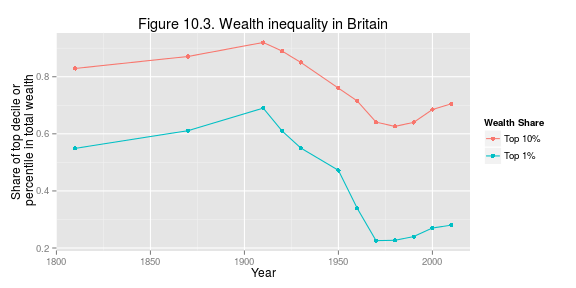 Figure 10.3. Wealth inequality in Britain
Share of top decile or
percentile in total wealth
0.8
0.6
0.4
0.2
1800 1850 1900 1950 2000
Year
Wealth Share
Top 10%
Top 1%